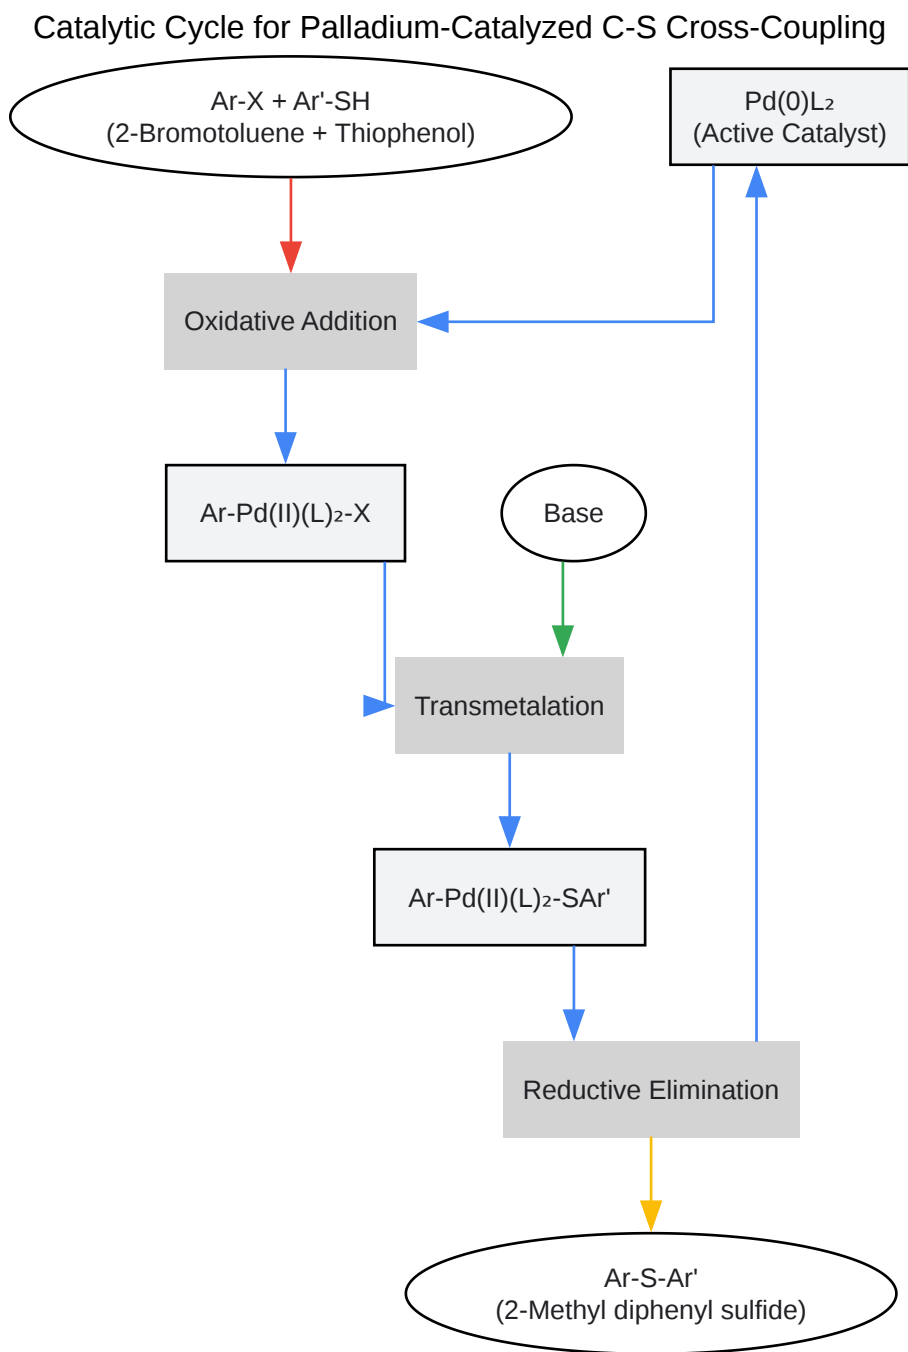 Catalytic Cycle for Palladium-Catalyzed C-S Cross-Coupling
Ar-X + Ar'-SH
(2-Bromotoluene + Thiophenol)
Pd(0)L₂
(Active Catalyst)
Oxidative Addition
Ar-Pd(II)(L)₂-X
Base
Transmetalation
Ar-Pd(II)(L)₂-SAr'
Reductive Elimination
Ar-S-Ar'
(2-Methyl diphenyl sulfide)